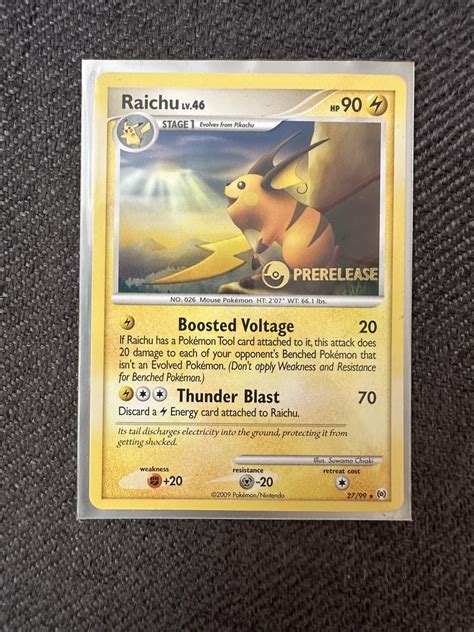 Raichu LV.46 HP 90
STAGE 1 Evolves from Pikachu
PRERELEASE
NO. 026 Mouse Pokémon HT: 2'07" WT: 66.1 lbs.
Boosted Voltage 20
If Raichu has a Pokémon Tool card attached to it, this attack does
20 damage to each of your opponent's Benched Pokémon that
isn't an Evolved Pokémon. (Don't apply Weakness and Resistance
for Benched Pokémon.)
Thunder Blast 70
Discard a Energy card attached to Raichu.
Its tail discharges electricity into the ground, protecting it from
getting shocked.
Illus. Suwama Chiaki
weakness resistance retreat cost
+20 -20
©2009 Pokémon/Nintendo 27/99